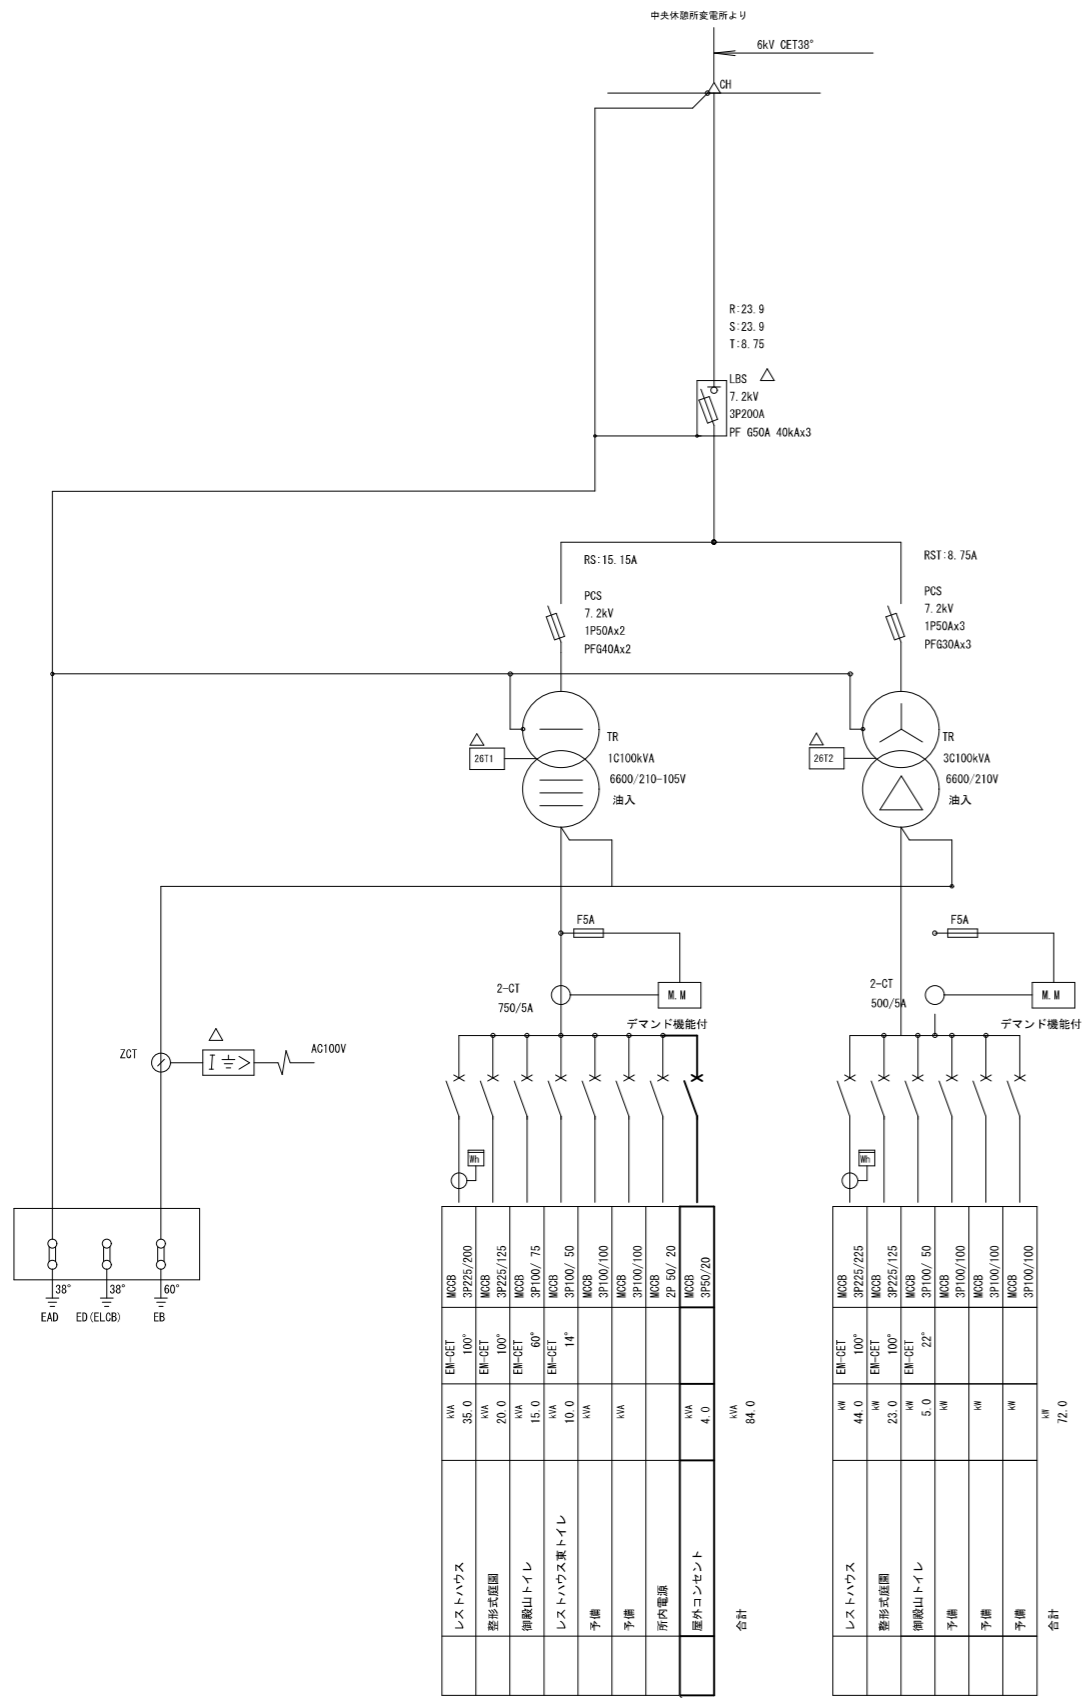 中央休憩所変電所より
6kV CET38°
CH
R:23.9
S:23.9
T:8.75
LBS
7.2kV
3P200A
PF G50A 40kAx3
RS:15.15A
RST:8.75A
PCS
7.2kV
1P50Ax2
PFG40Ax2
PCS
7.2kV
1P50Ax3
PFG30Ax3
26T1
TR
1C100kVA
6600/210-105V
油入
26T2
TR
3C100kVA
6600/210V
油入
F5A
F5A
2-CT
750/5A
M.M
デマンド機能付
2-CT
500/5A
M.M
デマンド機能付
ZCT
I
AC100V
Wh
Wh
38°
38°
60°
EAD
ED(ELCB)
EB
MCCB
3P225/200
EM-CET
100°
kVA
35.0
レストハウス
MCCB
3P225/125
EM-CET
100°
kVA
20.0
整形式庭園
MCCB
3P100/ 75
EM-CET
60°
kVA
15.0
御殿山トイレ
MCCB
3P100/ 50
EM-CET
14°
kVA
10.0
レストハウス東トイレ
MCCB
3P100/100
kVA
予備
MCCB
3P100/100
kVA
予備
MCCB
2P 50/ 20
所内電源
MCCB
3P50/20
kVA
4.0
屋外コンセント
kVA
84.0
合計
MCCB
3P225/225
EM-CET
100°
kW
44.0
レストハウス
MCCB
3P225/125
EM-CET
100°
kW
23.0
整形式庭園
MCCB
3P100/ 50
EM-CET
22°
kW
5.0
御殿山トイレ
MCCB
3P100/100
kW
予備
MCCB
3P100/100
kW
予備
MCCB
3P100/100
kW
予備
kW
72.0
合計